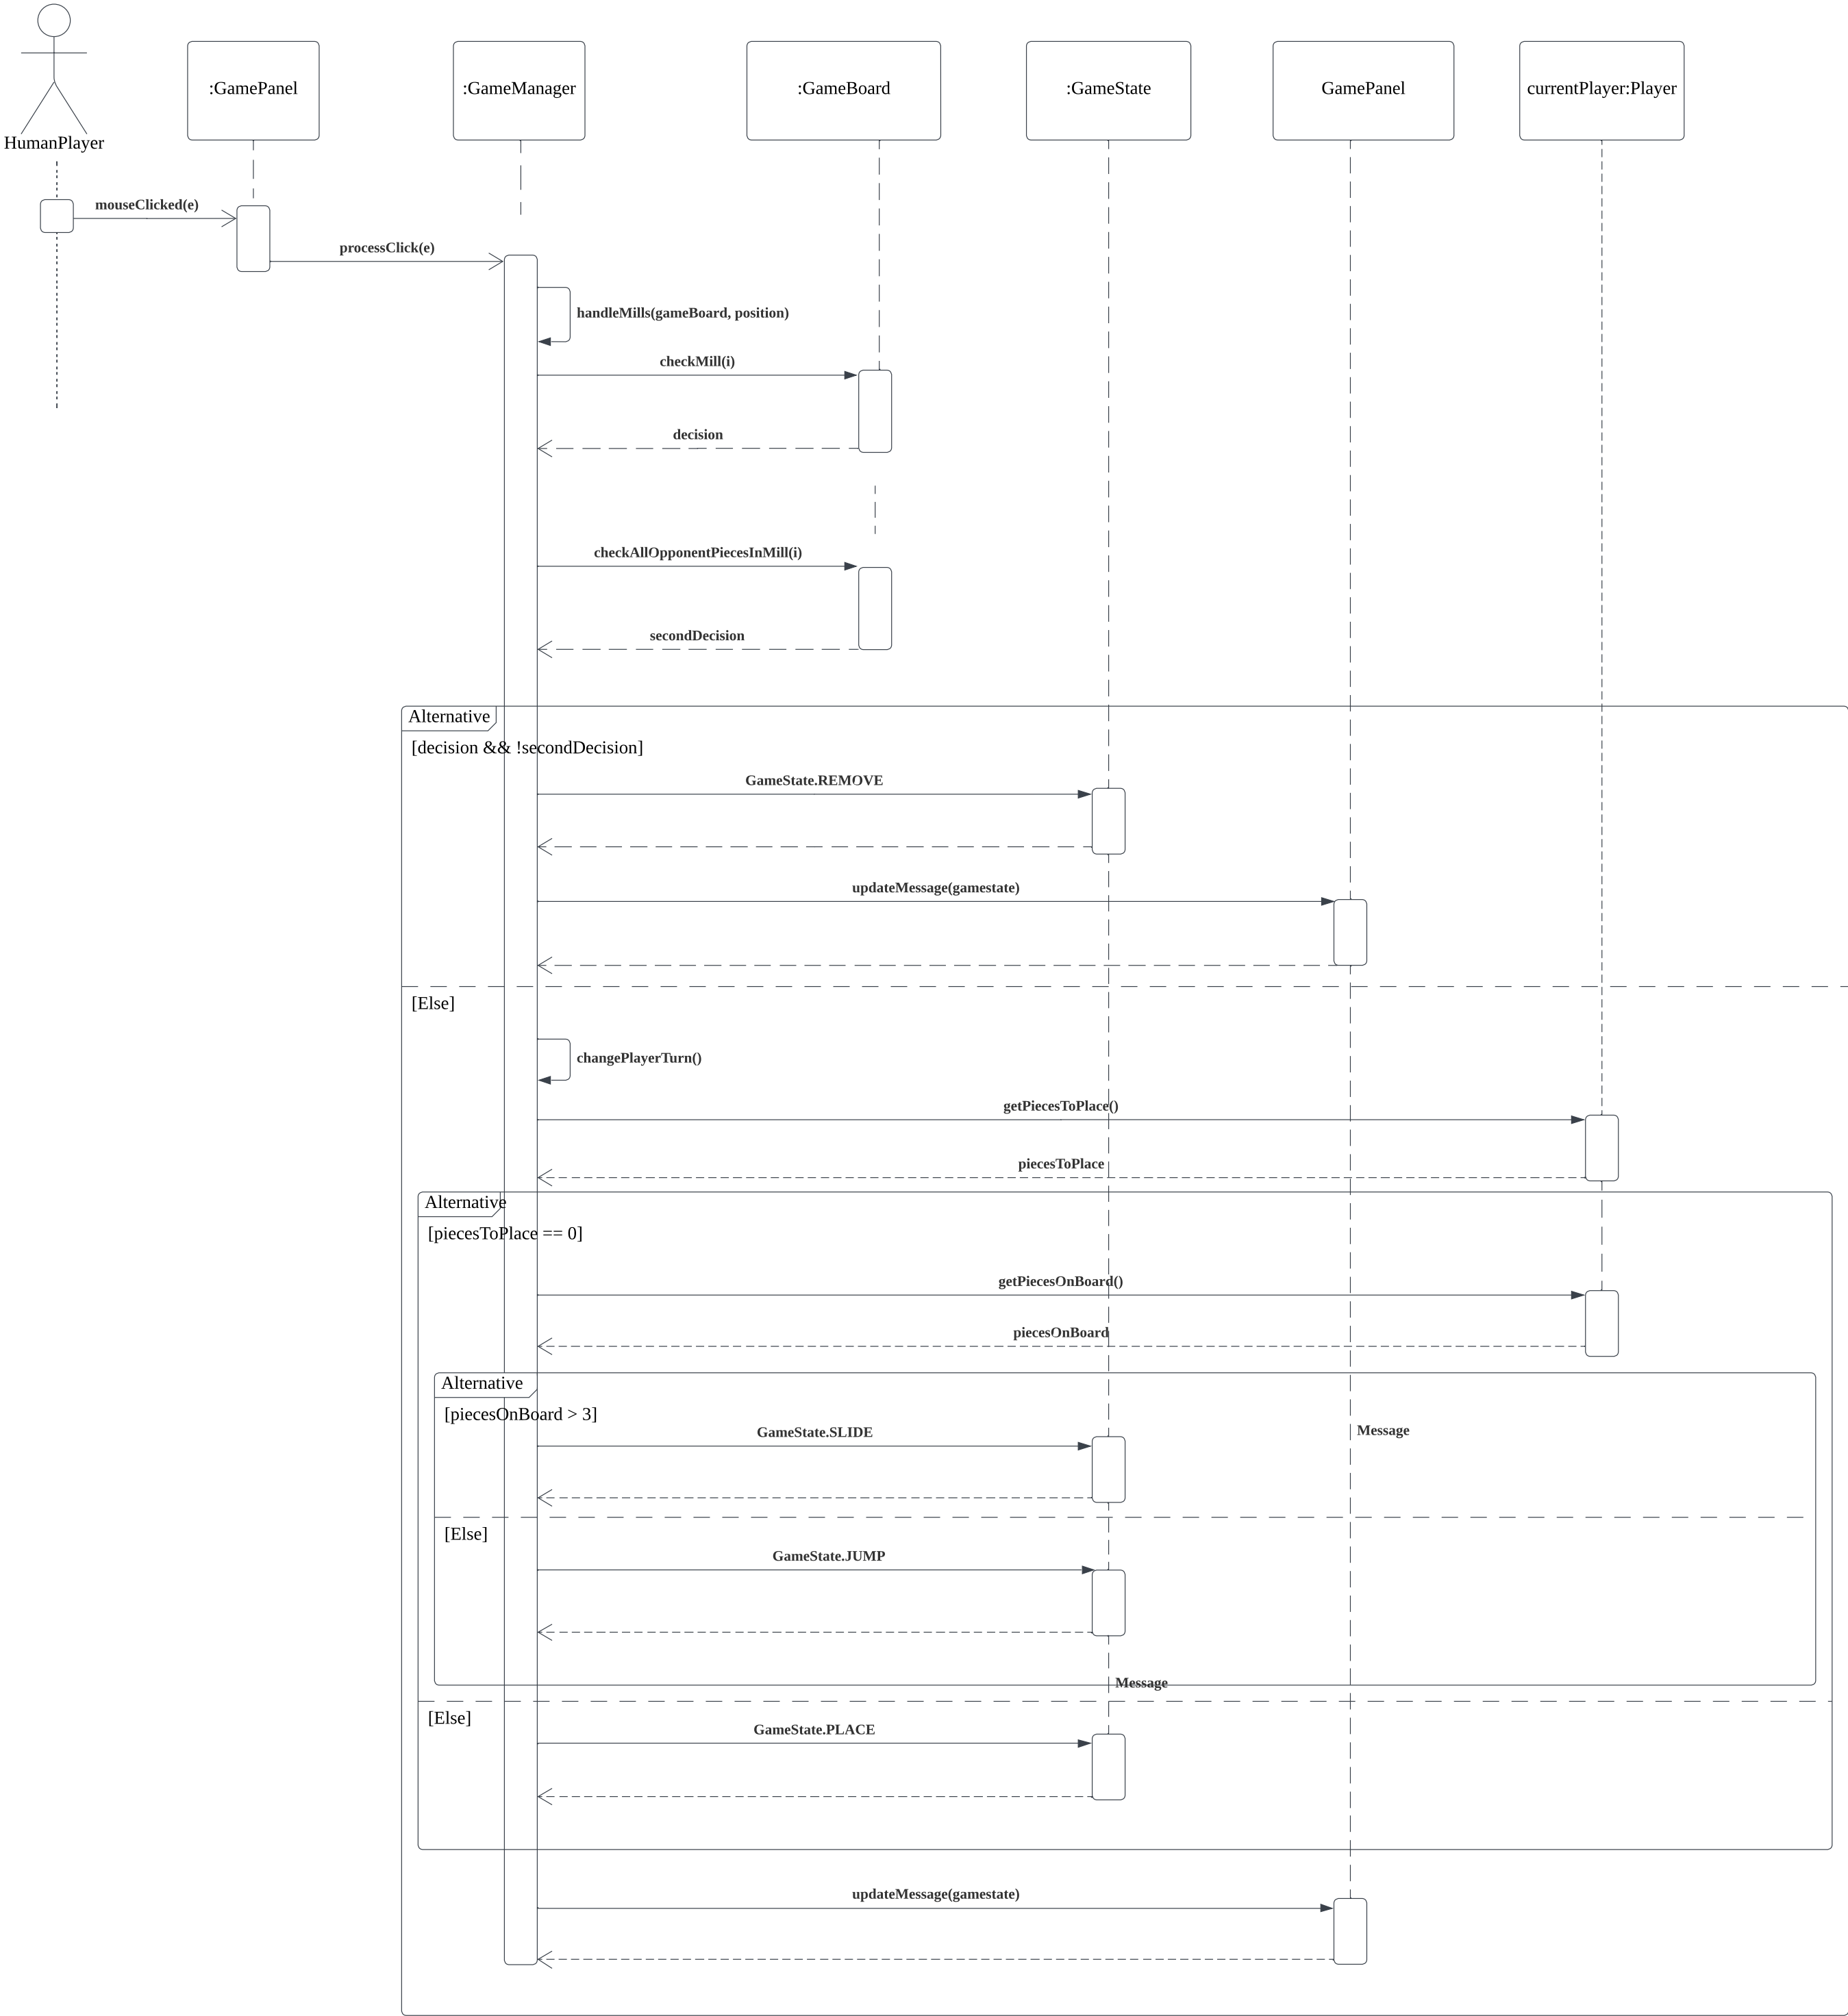 HumanPlayer
:GamePanel
:GameManager
:GameBoard
:GameState
GamePanel
currentPlayer:Player
mouseClicked(e)
processClick(e)
handleMills(gameBoard, position)
checkMill(i)
decision
checkAllOpponentPiecesInMill(i)
secondDecision
Alternative
[decision && !secondDecision]
GameState.REMOVE
updateMessage(gamestate)
[Else]
changePlayerTurn()
getPiecesToPlace()
piecesToPlace
Alternative
[piecesToPlace == 0]
getPiecesOnBoard()
piecesOnBoard
Alternative
[piecesOnBoard > 3]
Message
GameState.SLIDE
[Else]
GameState.JUMP
Message
[Else]
GameState.PLACE
updateMessage(gamestate)